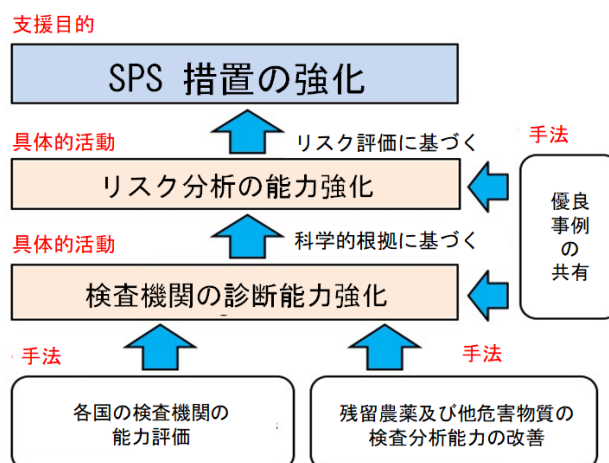 支援目的
SPS 措置の強化
リスク評価に基づく
手法
具体的活動
リスク分析の能力強化
優良
事例
の
共有
具体的活動
科学的根拠に基づく
検査機関の診断能力強化
手法
手法
各国の検査機関の
能力評価
残留農薬及び他危害物質の
検査分析能力の改善